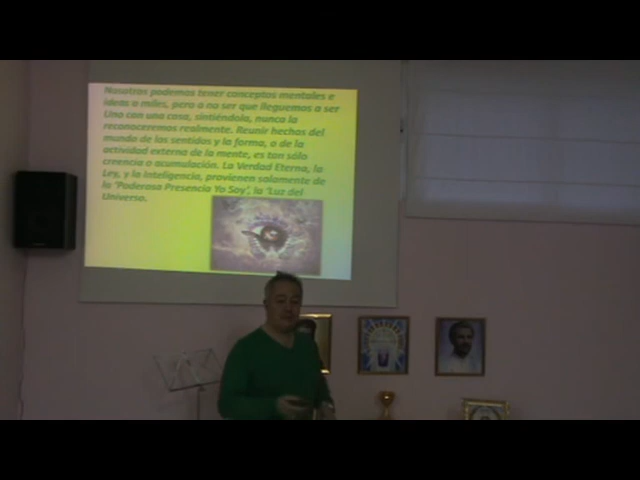 Nosotros podemos tener conceptos mentales e
ideas a miles, pero a no ser que lleguemos a ser
Uno con una cosa, sintiéndola, nunca la
reconoceremos realmente. Reunir hechos del
mundo de los sentidos y la forma, o de la
actividad externa de la mente, es tan sólo
creencia o acumulación. La Verdad Eterna, la
Ley, y la Inteligencia, provienen solamente de
la 'Poderosa Presencia Yo Soy', la 'Luz del
Universo.